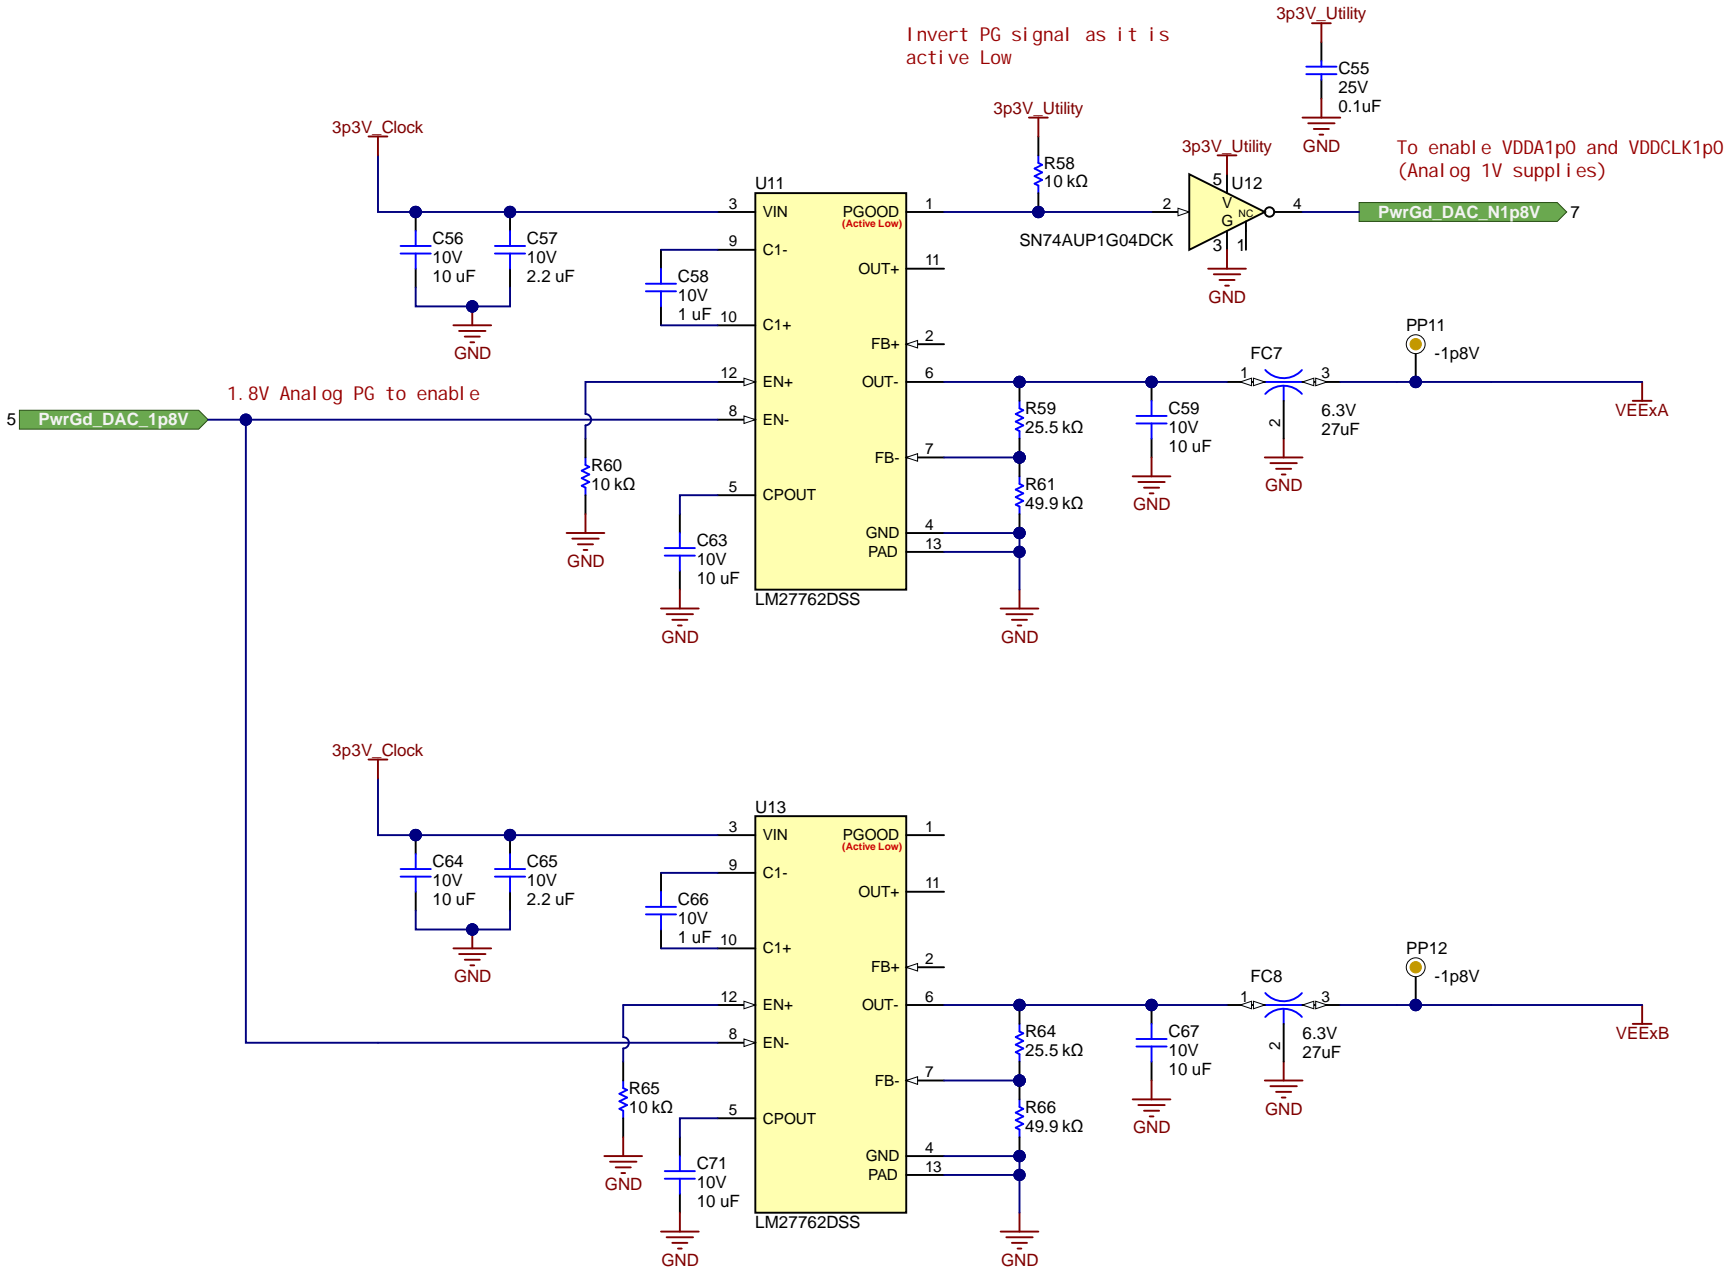 3p3V_Utility
Invert PG signal as it is
active Low
C55
25V
0.1uF
GND
3p3V_Utility
3p3V_Clock
To enable VDDA1p0 and VDDCLK1p0
(Analog 1V supplies)
3p3V_Utility
R58
10 kΩ
U11
5
U12
3
VIN
PGOOD
(Active Low)
1
2
V
G
NC
4
PwrGd_DAC_N1p8V
7
SN74AUP1G04DCK
3
1
GND
C56
10V
10 uF
C57
10V
2.2 uF
GND
9
C1-
C58
10V
1 uF
10
C1+
OUT+
11
FB+
2
PP11
-1p8V
FC7
12
EN+
OUT-
6
1
3
2
6.3V
27uF
GND
VEExA
1.8V Analog PG to enable
5
PwrGd_DAC_1p8V
8
EN-
R59
25.5 kΩ
C59
10V
10 uF
GND
FB-
7
R60
10 kΩ
GND
R61
49.9 kΩ
5
CPOUT
C63
10V
10 uF
GND
GND
4
PAD
13
GND
LM27762DSS
3p3V_Clock
U13
3
VIN
PGOOD
(Active Low)
1
C64
10V
10 uF
C65
10V
2.2 uF
GND
9
C1-
C66
10V
1 uF
10
C1+
OUT+
11
FB+
2
PP12
-1p8V
FC8
12
EN+
OUT-
6
1
3
2
6.3V
27uF
GND
VEExB
8
EN-
R64
25.5 kΩ
C67
10V
10 uF
GND
FB-
7
R65
10 kΩ
GND
R66
49.9 kΩ
5
CPOUT
C71
10V
10 uF
GND
GND
4
PAD
13
GND
LM27762DSS